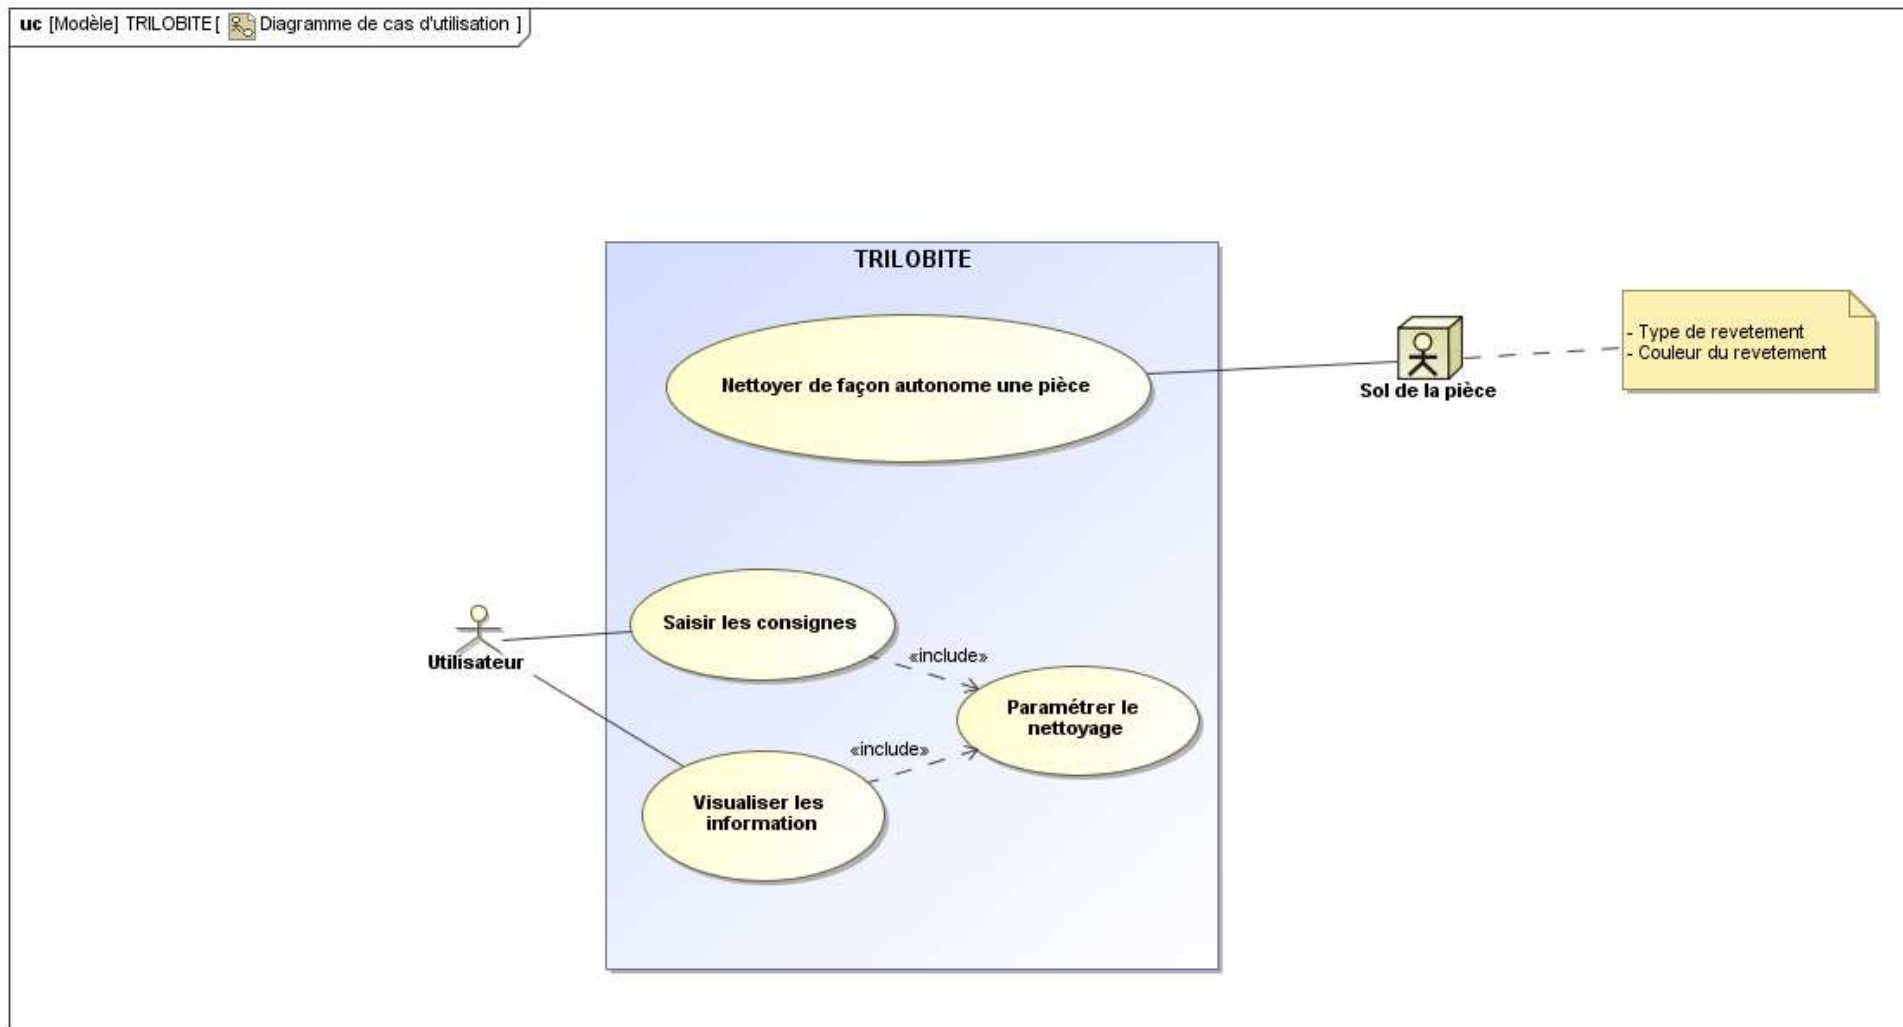 uc [Modèle] TRILOBITE [ Diagramme de cas d'utilisation ]
TRILOBITE
Nettoyer de façon autonome une pièce
Sol de la pièce
- Type de revetement
- Couleur du revetement
Utilisateur
Saisir les consignes
«include»
Paramétrer le
nettoyage
«include»
Visualiser les
information